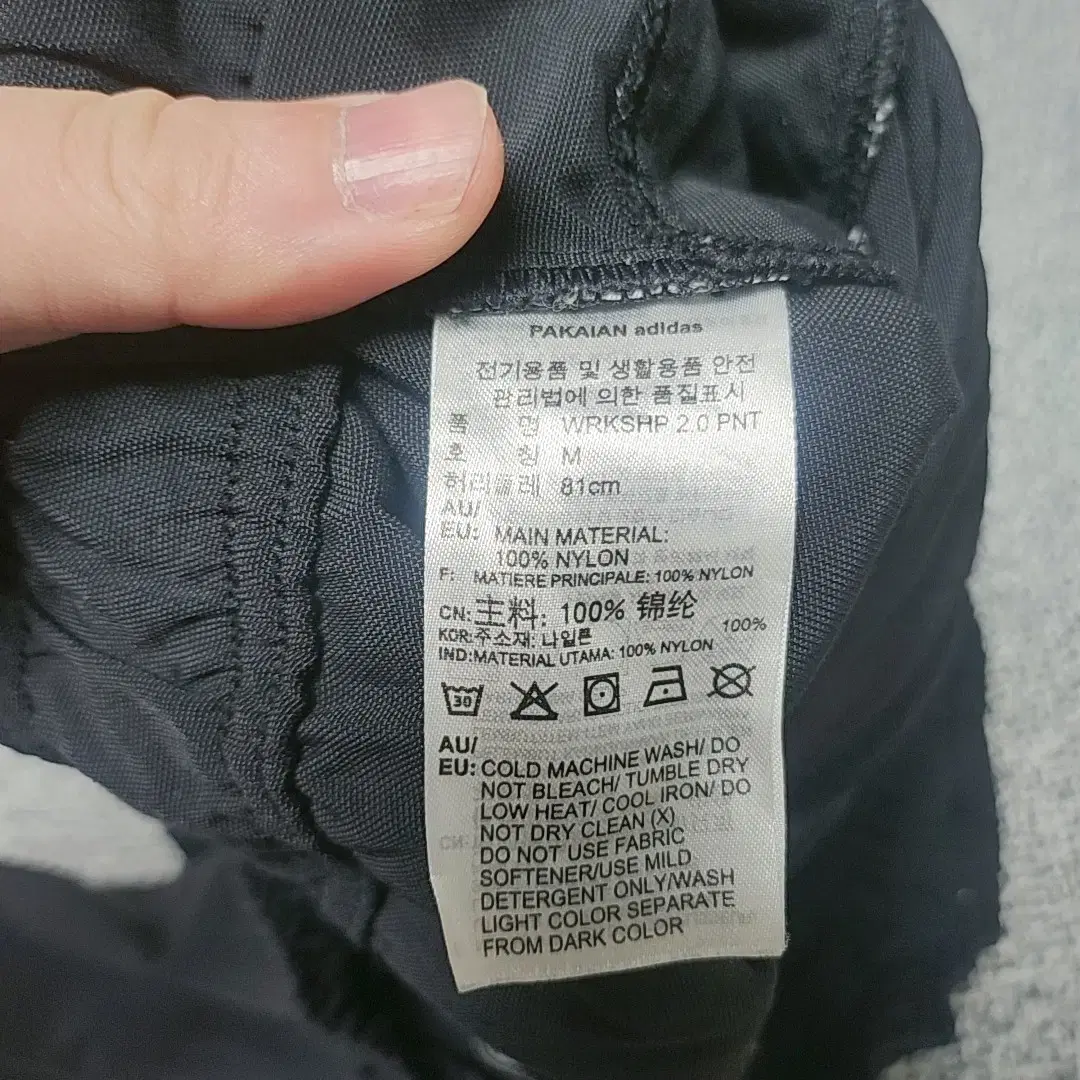 PAKAIAN adidas
전기용품 및 생활용품 안전
관리법에 의한 품질표시
품 명 WRKSHP 2.0 PNT
호 칭 M
허리둘레 81cm
AU/
EU: MAIN MATERIAL:
100% NYLON
F: MATIERE PRINCIPALE: 100% NYLON
CN: 主料: 100% 锦纶
KOR: 주소재: 나일론 100%
IND: MATERIAL UTAMA: 100% NYLON
30
AU/
EU: COLD MACHINE WASH/ DO
NOT BLEACH/ TUMBLE DRY
LOW HEAT/ COOL IRON/ DO
NOT DRY CLEAN (X)
DO NOT USE FABRIC
SOFTENER/USE MILD
DETERGENT ONLY/WASH
LIGHT COLOR SEPARATE
FROM DARK COLOR